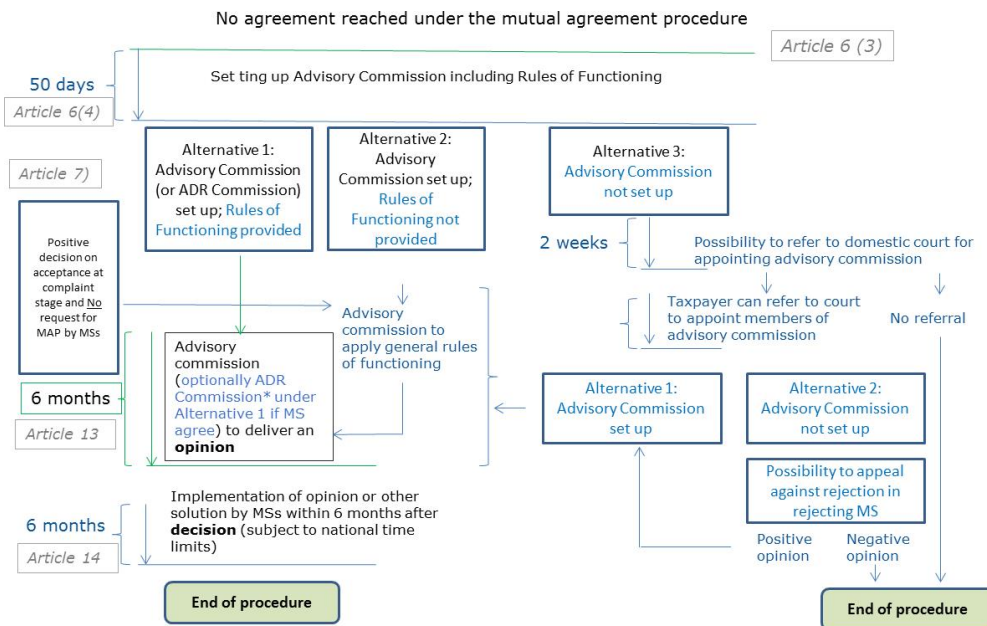 No agreement reached under the mutual agreement procedure
Article 6 (3)
Set ting up Advisory Commission including Rules of Functioning
50 days
Article 6(4)
Alternative 1:
Advisory
Commission
(or ADR
Commission)
set up; Rules of
Functioning provided
Alternative 2:
Advisory
Commission set up;
Rules of
Functioning not
provided
Alternative 3:
Advisory Commission
not set up
Article 7)
Positive
decision on
acceptance at
complaint
stage and No
request for
MAP by MSs
2 weeks
Possibility to refer to domestic court for
appointing advisory commission
Taxpayer can refer to court
to appoint members of
advisory commission
No referral
Advisory
commission to
apply general rules
of functioning
Advisory
commission
(optionally ADR
Commission* under
Alternative 1 if MS
agree) to deliver an
opinion
6 months
Article 13
Alternative 1:
Advisory Commission
set up
Alternative 2:
Advisory Commission
not set up
Possibility to appeal
against rejection in
rejecting MS
Positive
opinion
Negative
opinion
Implementation of opinion or other
solution by MSs within 6 months after
decision (subject to national time
limits)
6 months
Article 14
End of procedure
End of procedure